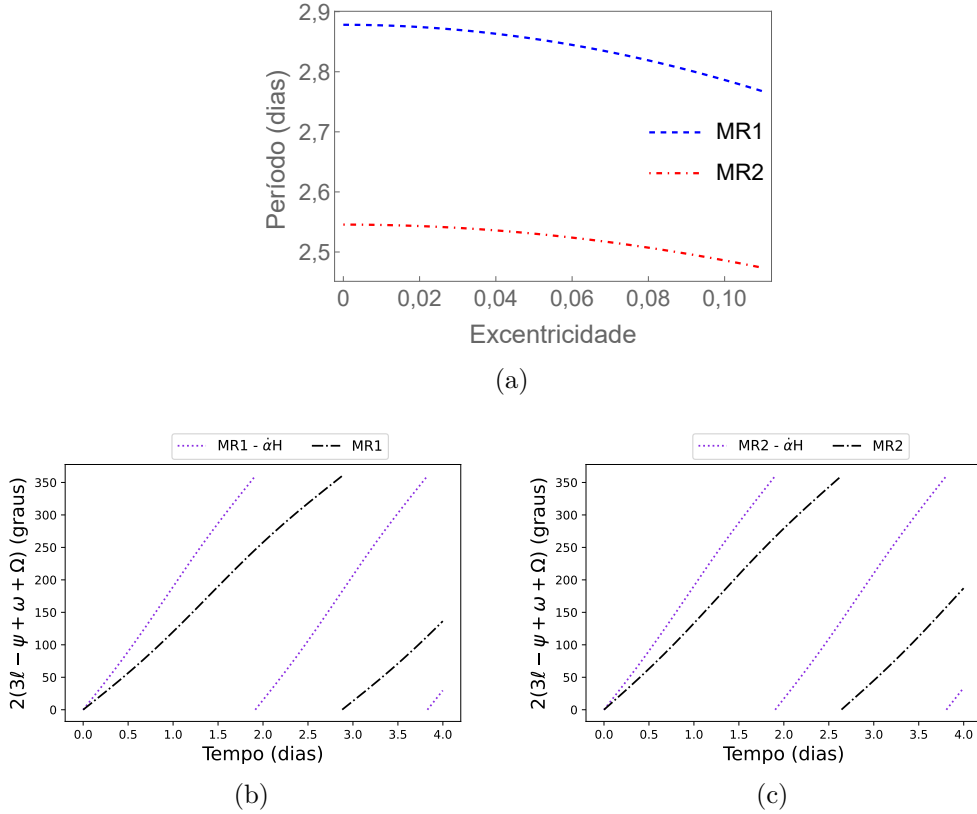 2,9
2,8
2,7
2,6
2,5
Período (dias)
MR1
MR2
0 0,02 0,04 0,06 0,08 0,10
Excentricidade
(a)
MR1 - α̇H MR1
350
300
250
200
150
100
50
0
2(3ℓ − ψ + ω + Ω) (graus)
0.0 0.5 1.0 1.5 2.0 2.5 3.0 3.5 4.0
Tempo (dias)
(b)
MR2 - α̇H MR2
350
300
250
200
150
100
50
0
2(3ℓ − ψ + ω + Ω) (graus)
0.0 0.5 1.0 1.5 2.0 2.5 3.0 3.5 4.0
Tempo (dias)
(c)